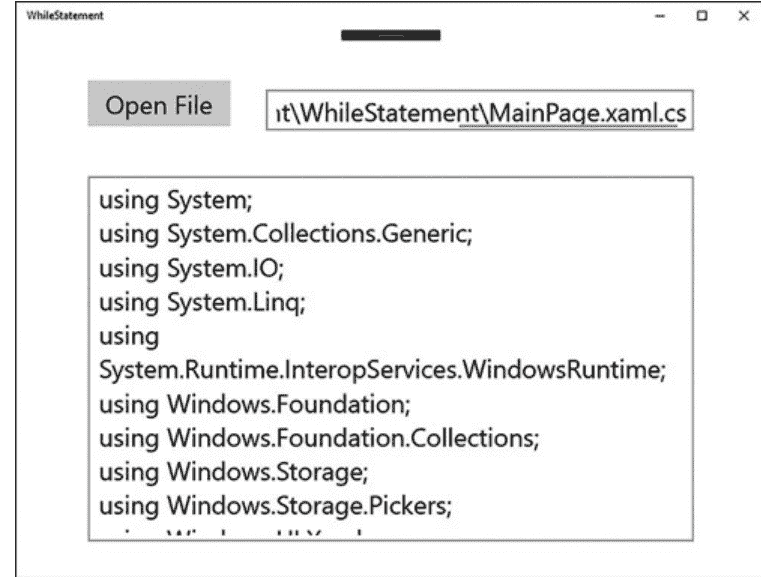 WhileStatement
Open File
ıt\WhileStatement\MainPage.xaml.cs
using System;
using System.Collections.Generic;
using System.IO;
using System.Linq;
using
System.Runtime.InteropServices.WindowsRuntime;
using Windows.Foundation;
using Windows.Foundation.Collections;
using Windows.Storage;
using Windows.Storage.Pickers;